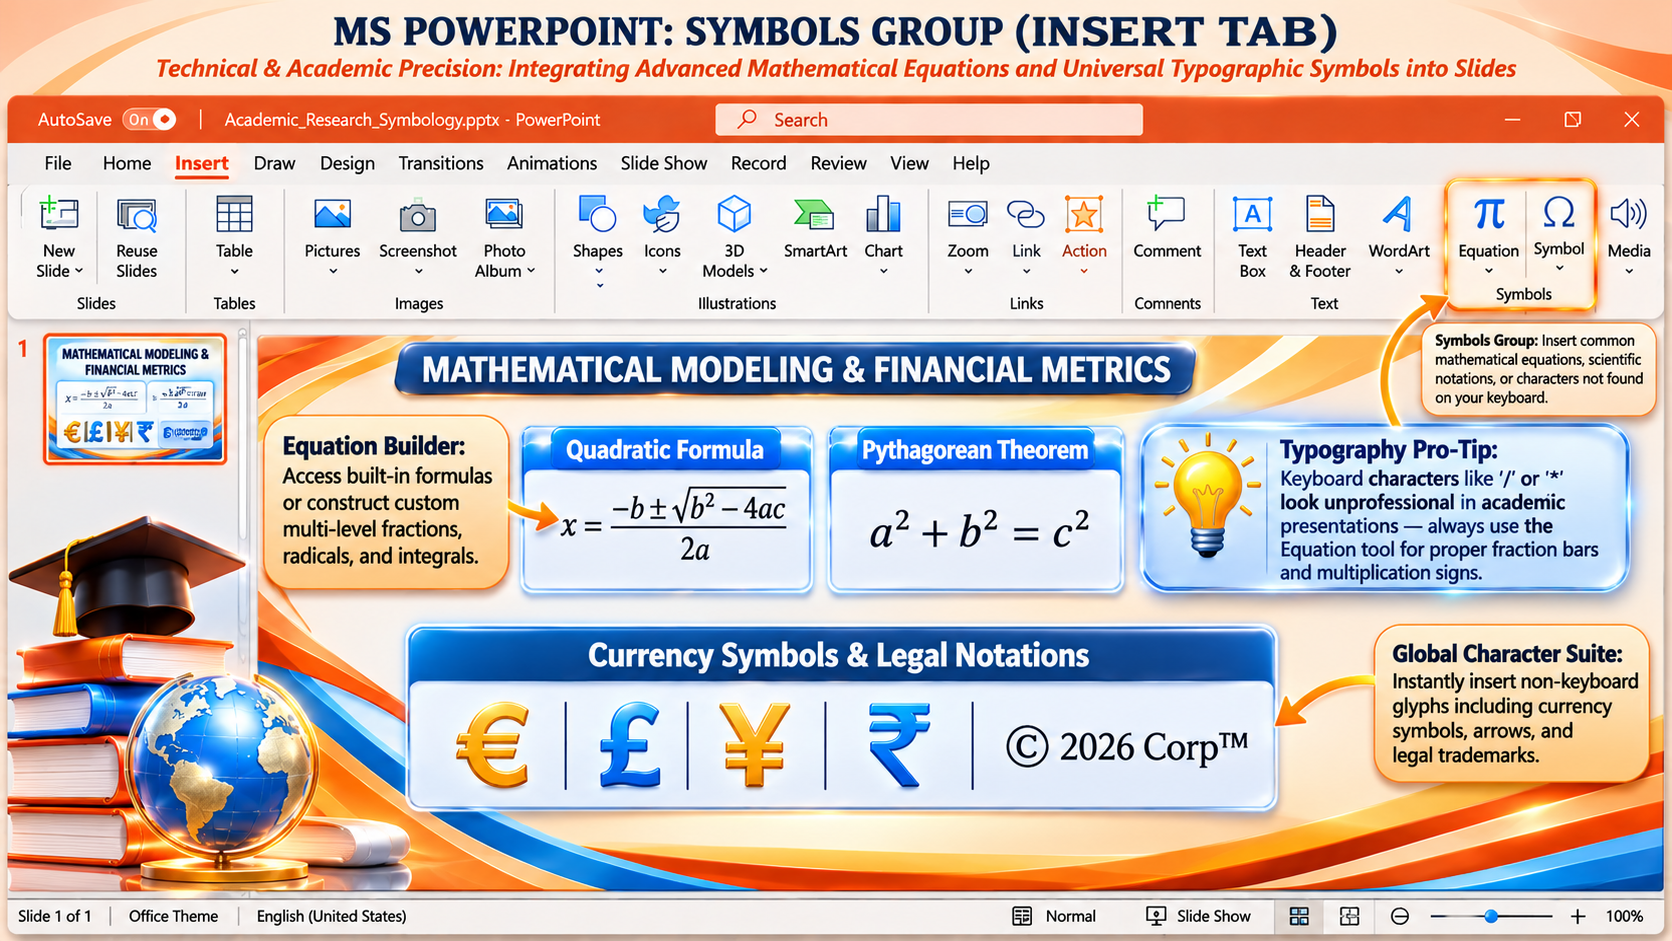 MS POWERPOINT: SYMBOLS GROUP (INSERT TAB)
Technical & Academic Precision: Integrating Advanced Mathematical Equations and Universal Typographic Symbols into Slides
AutoSave On | Academic_Research_Symbology.pptx - PowerPoint
Search
File Home Insert Draw Design Transitions Animations Slide Show Record Review View Help
New Slide
Reuse Slides
Slides
Table
Tables
Pictures
Screenshot
Photo Album
Images
Shapes
Icons
3D Models
SmartArt
Chart
Illustrations
Zoom
Link
Action
Links
Comment
Comments
A
Text Box
Header & Footer
A
WordArt
Text
π
Equation
Ω
Symbol
Symbols
Media
Symbols Group: Insert common
mathematical equations, scientific
notations, or characters not found
on your keyboard.
1
MATHEMATICAL MODELING &
FINANCIAL METRICS
€ £ ¥ ₹
MATHEMATICAL MODELING & FINANCIAL METRICS
Equation Builder:
Access built-in formulas
or construct custom
multi-level fractions,
radicals, and integrals.
Quadratic Formula
x = (−b ± √(b² − 4ac)) / 2a
Pythagorean Theorem
a² + b² = c²
Typography Pro-Tip:
Keyboard characters like '/' or '*'
look unprofessional in academic
presentations — always use the
Equation tool for proper fraction bars
and multiplication signs.
Currency Symbols & Legal Notations
€ | £ | ¥ | ₹ | © 2026 Corp™
Global Character Suite:
Instantly insert non-keyboard
glyphs including currency
symbols, arrows, and
legal trademarks.
Slide 1 of 1 | Office Theme | English (United States)
Normal Slide Show 100%